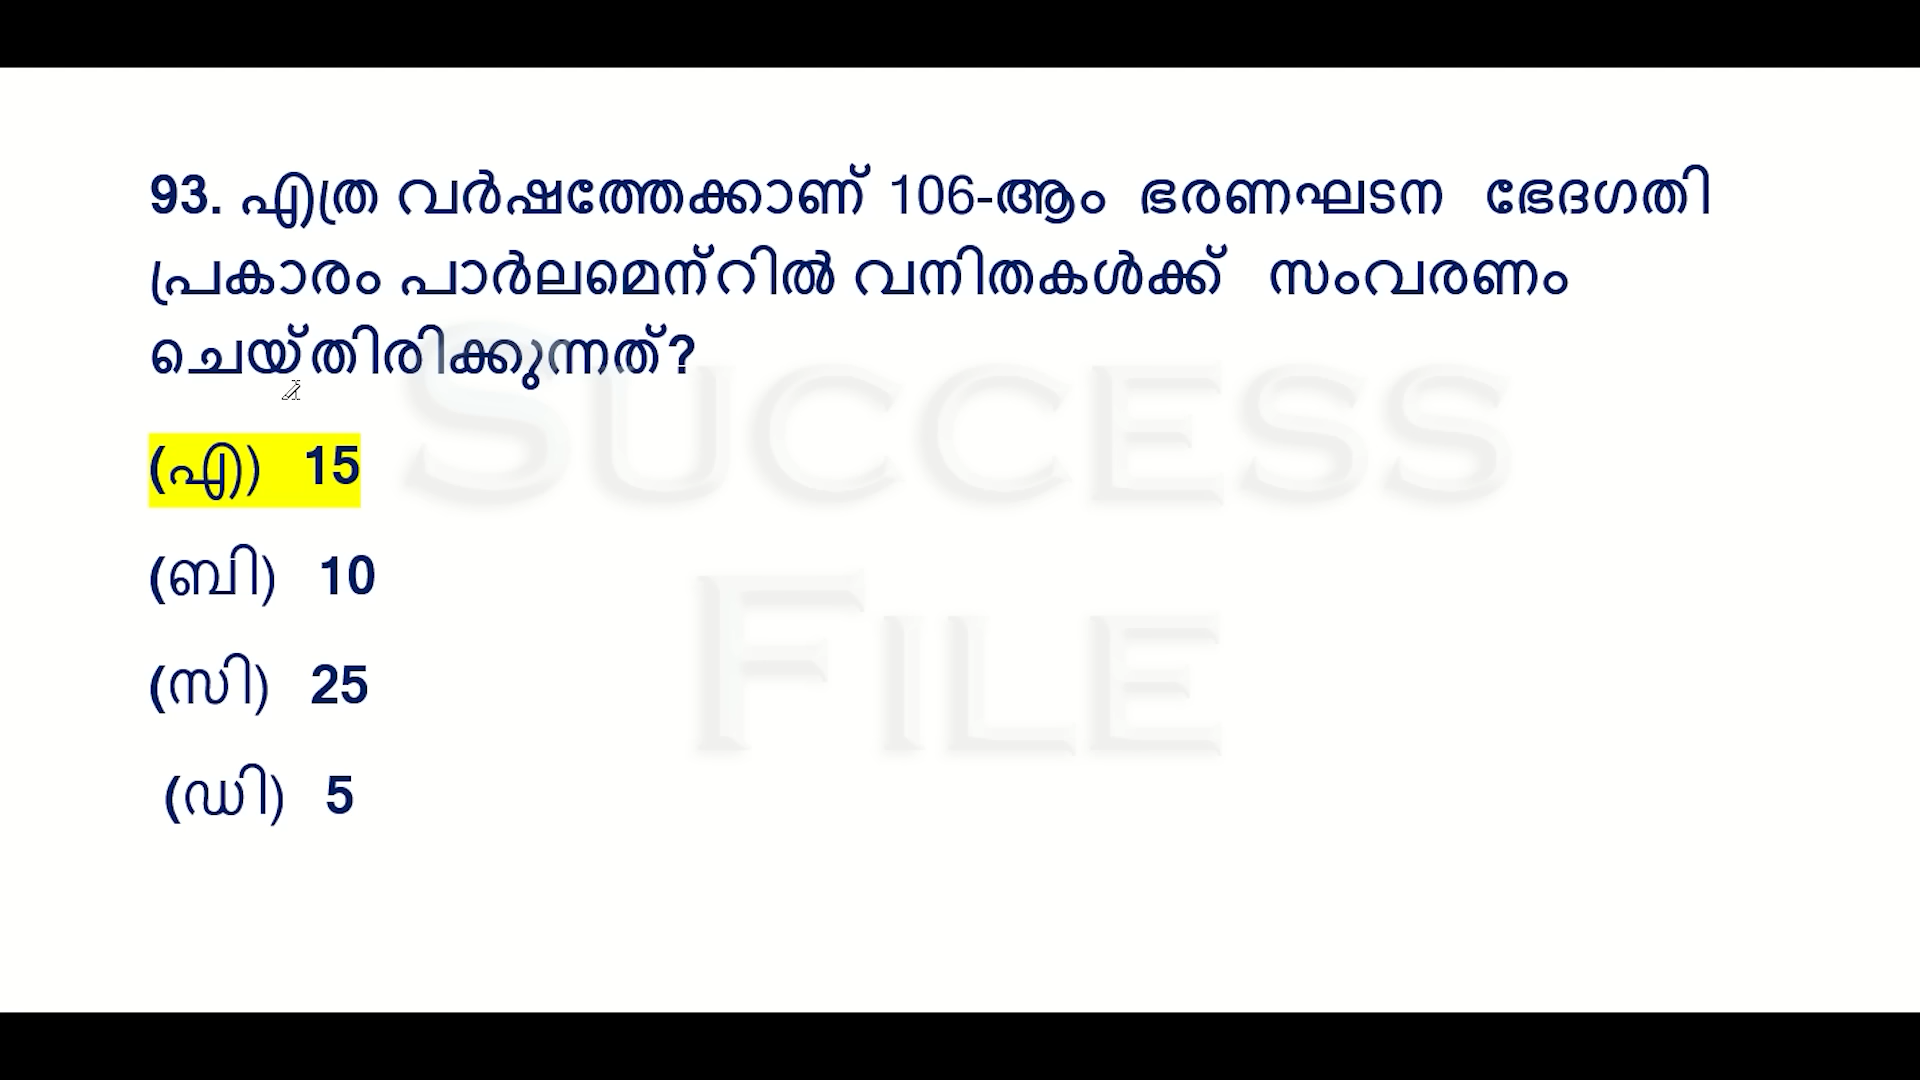 93. എത്ര വർഷത്തേക്കാണ് 106-ആം ഭരണഘടന ഭേദഗതി
പ്രകാരം പാർലമെന്റിൽ വനിതകൾക്ക് സംവരണം
ചെയ്തിരിക്കുന്നത്?
(എ) 15
(ബി) 10
(സി) 25
(ഡി) 5
SUCCESS
FILE